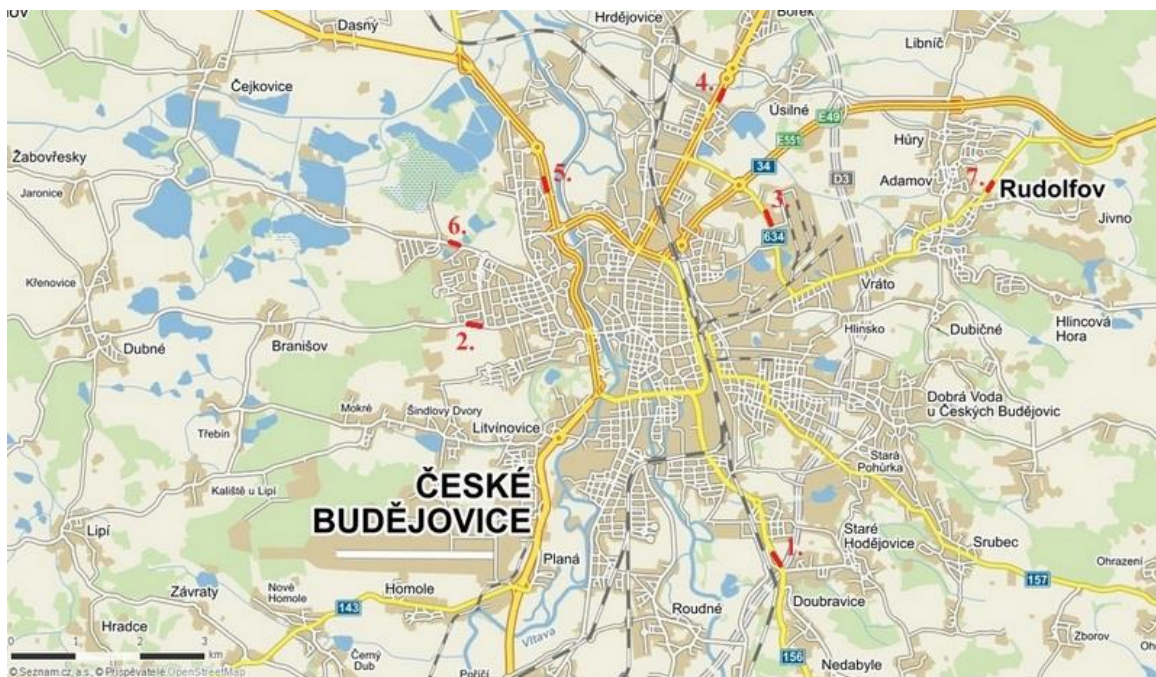 Dasný
Hrdějovice
Borek
Libníč
Čejkovice
4.
Úsilné
E49
E551
Hůry
Žabovřesky
Jaronice
5.
34
D3
Adamov
7.
Rudolfov
3.
Jivno
6.
634
Křenovice
Vráto
Dubné
Branišov
2.
Hlinsko
Dubičné
Hlincová
Hora
Mokré
Šindlovy Dvory
Litvínovice
Dobrá Voda
u Českých Budějovic
Třebín
Stará
Pohůrka
Kaliště u Lipí
ČESKÉ
BUDĚJOVICE
Lipí
Staré
Hodějovice
Srubec
1.
Planá
Ohrazení
157
Závraty
Nové
Homole
Homole
143
Roudné
Doubravice
Hradce
Vltava
Zborov
0 1 2 3
km
Černý
Dub
156
Nedabyle
Poříčí
© Seznam.cz, a.s., © Přispěvatelé OpenStreetMap